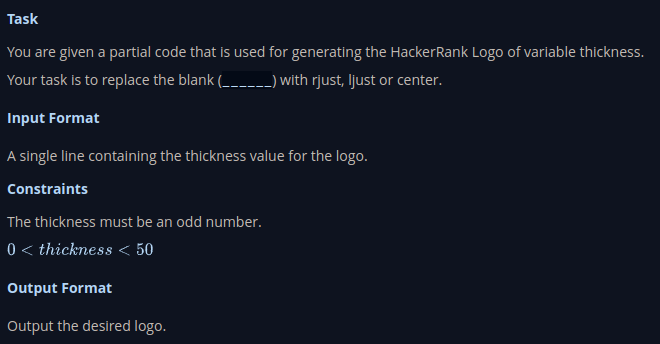 Task
You are given a partial code that is used for generating the HackerRank Logo of variable thickness.
Your task is to replace the blank (______) with rjust, ljust or center.
Input Format
A single line containing the thickness value for the logo.
Constraints
The thickness must be an odd number.
0 < thickness < 50
Output Format
Output the desired logo.